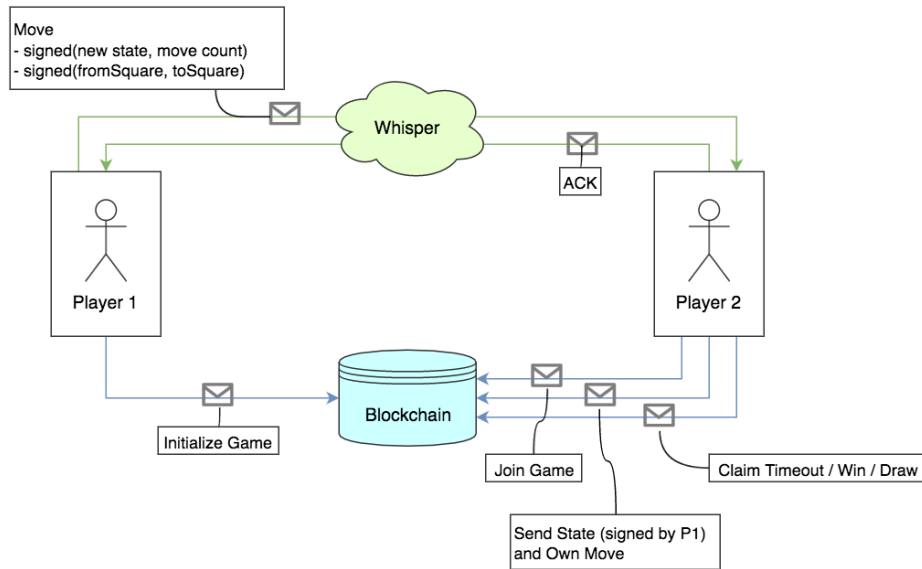 Move
- signed(new state, move count)
- signed(fromSquare, toSquare)
Whisper
ACK
Player 1
Player 2
Blockchain
Initialize Game
Join Game
Claim Timeout / Win / Draw
Send State (signed by P1)
and Own Move